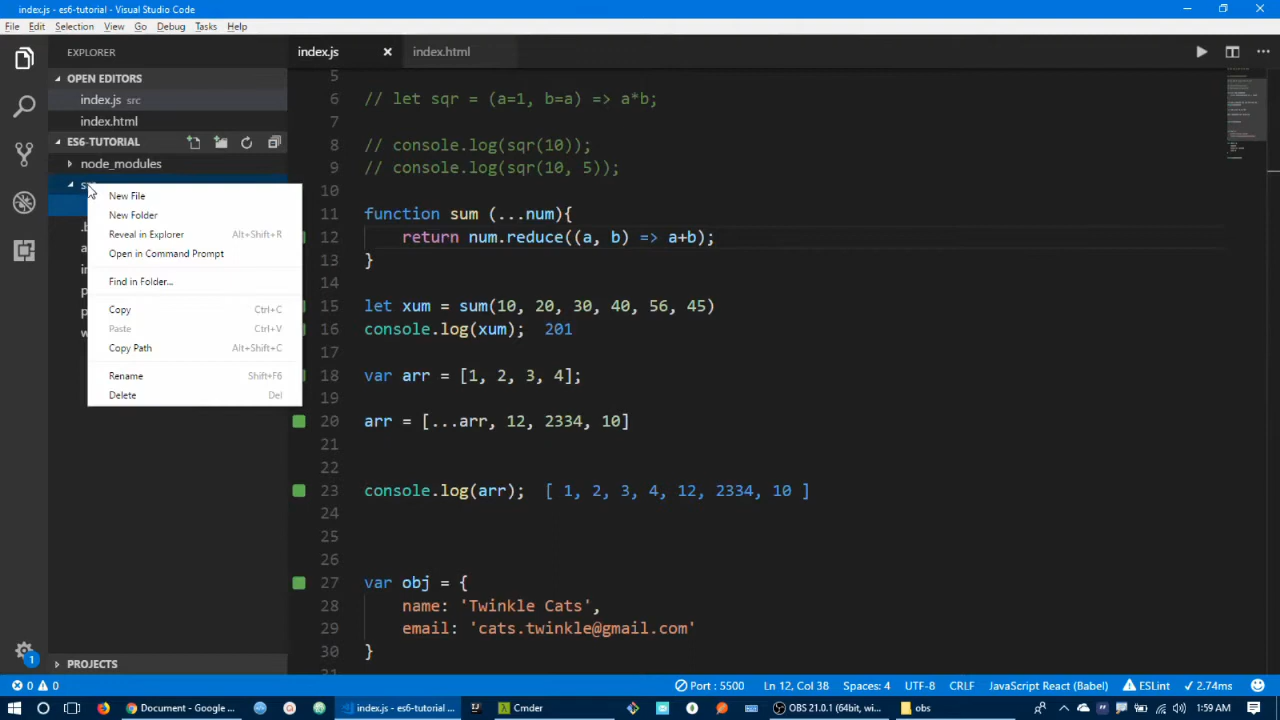 index.js - es6-tutorial - Visual Studio Code
File Edit Selection View Go Debug Tasks Help
EXPLORER
index.js
index.html
OPEN EDITORS
index.js src
index.html
ES6-TUTORIAL
node_modules
New File
New Folder
Reveal in Explorer Alt+Shift+R
Open in Command Prompt
Find in Folder...
Copy Ctrl+C
Paste Ctrl+V
Copy Path Alt+Shift+C
Rename Shift+F6
Delete Del
PROJECTS
5
6 // let sqr = (a=1, b=a) => a*b;
7
8 // console.log(sqr(10));
9 // console.log(sqr(10, 5));
10
11 function sum (...num){
12 return num.reduce((a, b) => a+b);
13 }
14
15 let xum = sum(10, 20, 30, 40, 56, 45)
16 console.log(xum); 201
17
18 var arr = [1, 2, 3, 4];
19
20 arr = [...arr, 12, 2334, 10]
21
22
23 console.log(arr); [ 1, 2, 3, 4, 12, 2334, 10 ]
24
25
26
27 var obj = {
28 name: 'Twinkle Cats',
29 email: 'cats.twinkle@gmail.com'
30 }
1
0 0 Port : 5500 Ln 12, Col 38 Spaces: 4 UTF-8 CRLF JavaScript React (Babel) ESLint ✓ 2.74ms
Document - Google ... index.js - es6-tutorial ... Cmder OBS 21.0.1 (64bit, wi... obs 1:59 AM